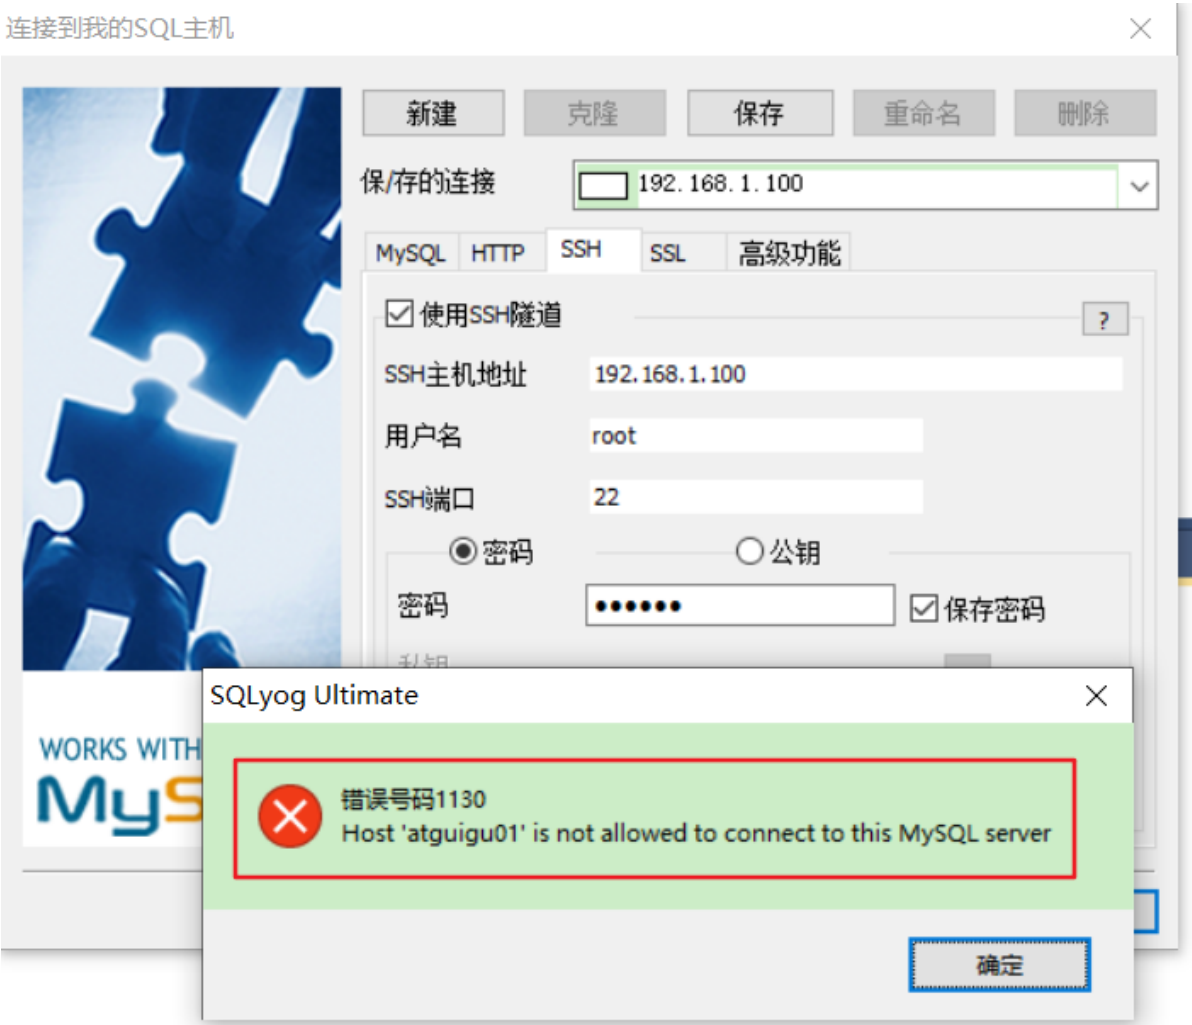 连接到我的SQL主机
新建 克隆 保存 重命名 删除
保/存的连接 192.168.1.100
MySQL HTTP SSH SSL 高级功能
使用SSH隧道 ?
SSH主机地址 192.168.1.100
用户名 root
SSH端口 22
密码 公钥
密码 •••••• 保存密码
私钥
SQLyog Ultimate
WORKS WITH
MyS
错误号码1130
Host 'atguigu01' is not allowed to connect to this MySQL server
确定